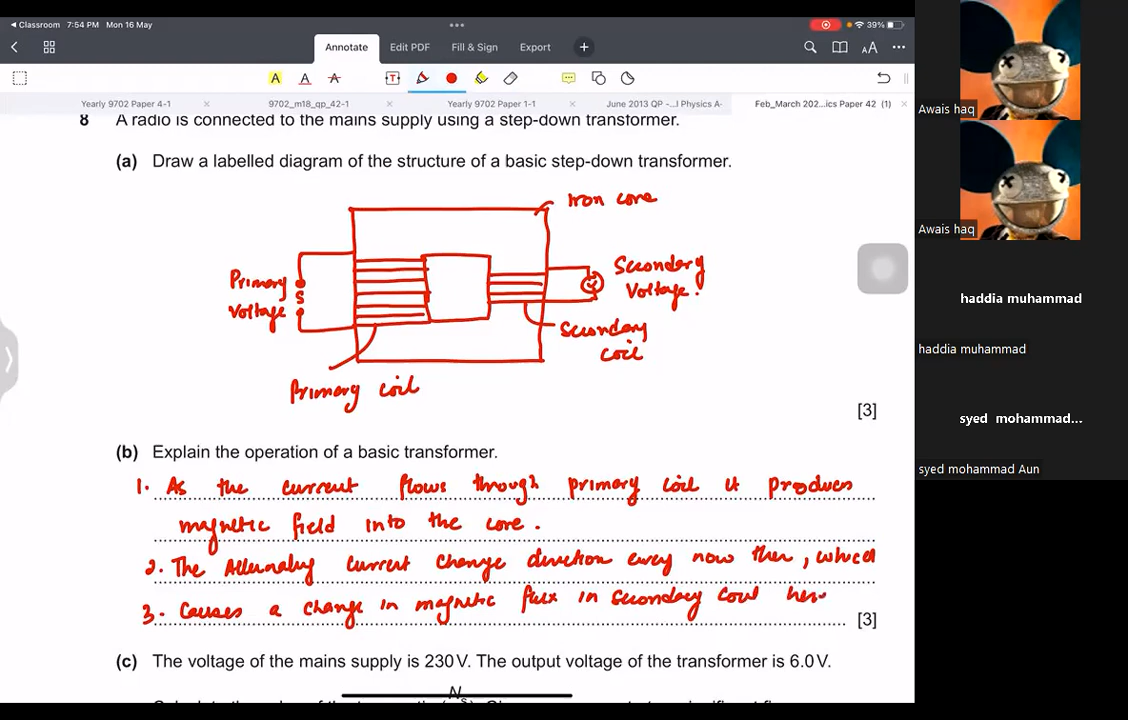 Classroom 7:54 PM Mon 16 May
39%
Annotate Edit PDF Fill & Sign Export
Yearly 9702 Paper 4-1 × 9702_m18_qp_42-1 × Yearly 9702 Paper 1-1 × June 2013 QP -...l Physics A- Feb_March 202...ics Paper 42 (1) ×
8 A radio is connected to the mains supply using a step-down transformer.
(a) Draw a labelled diagram of the structure of a basic step-down transformer.
Iron core
Primary voltage
Secondary Voltage.
Secondary coil
Primary coil
[3]
(b) Explain the operation of a basic transformer.
1. As the current flows through primary coil it produces
magnetic field into the core.
2. The Alternating current change direction every now then, which
3. Causes a change in magnetic flux in secondary coil
[3]
(c) The voltage of the mains supply is 230 V. The output voltage of the transformer is 6.0 V.
N
Awais haq
Awais haq
haddia muhammad
haddia muhammad
syed mohammad...
syed mohammad Aun